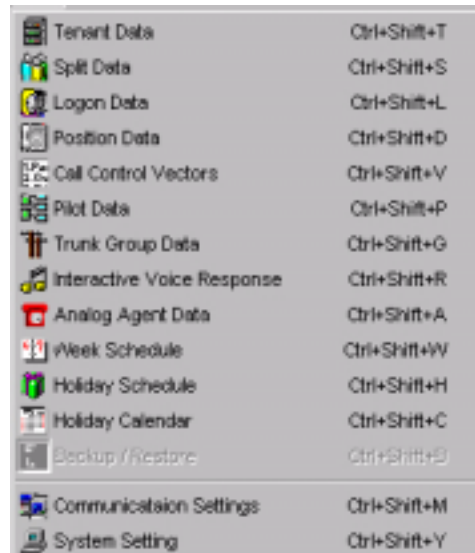 Tenant Data Ctrl+Shift+T
Split Data Ctrl+Shift+S
Logon Data Ctrl+Shift+L
Position Data Ctrl+Shift+D
Call Control Vectors Ctrl+Shift+V
Pilot Data Ctrl+Shift+P
Trunk Group Data Ctrl+Shift+G
Interactive Voice Response Ctrl+Shift+R
Analog Agent Data Ctrl+Shift+A
Week Schedule Ctrl+Shift+W
Holiday Schedule Ctrl+Shift+H
Holiday Calendar Ctrl+Shift+C
Backup / Restore Ctrl+Shift+B
Communicataion Settings Ctrl+Shift+M
System Setting Ctrl+Shift+Y